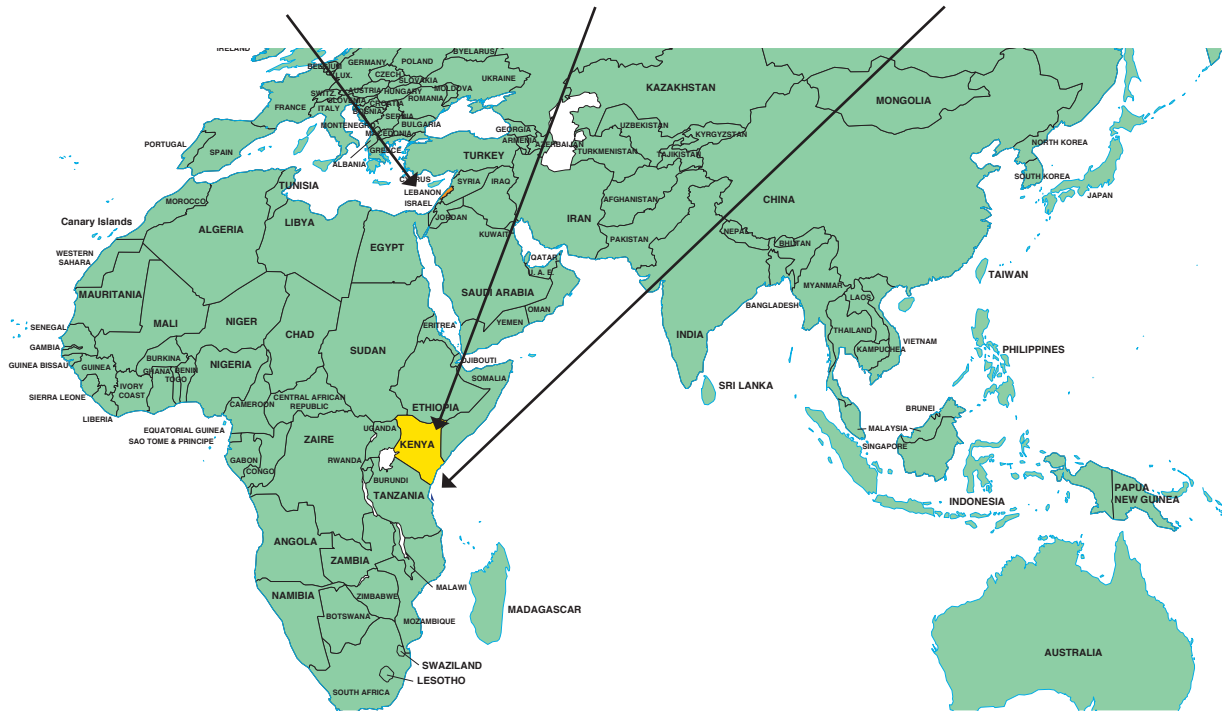 IRELAND
BYELARUS
GERMANY
POLAND
BELGIUM
LUX.
CZECH
SLOVAKIA
UKRAINE
KAZAKHSTAN
MONGOLIA
FRANCE
SWITZ.
AUSTRIA
HUNGARY
MOLDOVA
SLOVENIA
ROMANIA
ITALY
CROATIA
BOSNIA
SERBIA
MONTENEGRO
BULGARIA
MACEDONIA
ALBANIA
GREECE
PORTUGAL
SPAIN
TURKEY
GEORGIA
ARMENIA
AZERBAIJAN
UZBEKISTAN
TURKMENISTAN
KYRGYZSTAN
TAJIKISTAN
NORTH KOREA
SOUTH KOREA
JAPAN
CHINA
TUNISIA
CYRUS
LEBANON
ISRAEL
SYRIA
IRAQ
JORDAN
IRAN
AFGHANISTAN
PAKISTAN
KUWAIT
NEPAL
BHUTAN
Canary Islands
MOROCCO
ALGERIA
LIBYA
EGYPT
WESTERN
SAHARA
QATAR
U. A. E.
SAUDI ARABIA
OMAN
YEMEN
MYANMAR
LAOS
TAIWAN
BANGLADESH
INDIA
THAILAND
VIETNAM
KAMPUCHEA
PHILIPPINES
MAURITANIA
MALI
NIGER
CHAD
SUDAN
ERITREA
DJIBOUTI
SENEGAL
GAMBIA
GUINEA BISSAU
GUINEA
BURKINA
GHANA
BENIN
TOGO
NIGERIA
SOMALIA
SIERRA LEONE
IVORY
COAST
LIBERIA
CAMEROON
CENTRAL AFRICAN
REPUBLIC
ETHIOPIA
SRI LANKA
BRUNEI
MALAYSIA
SINGAPORE
EQUATORIAL GUINEA
SAO TOME & PRINCIPE
UGANDA
KENYA
ZAIRE
GABON
CONGO
RWANDA
BURUNDI
TANZANIA
INDONESIA
PAPUA
NEW GUINEA
ANGOLA
ZAMBIA
MALAWI
NAMIBIA
ZIMBABWE
BOTSWANA
MOZAMBIQUE
MADAGASCAR
SWAZILAND
LESOTHO
SOUTH AFRICA
AUSTRALIA